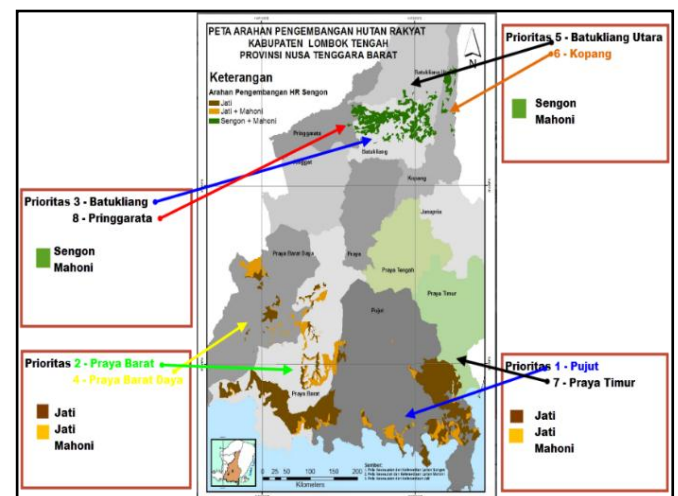 PETA ARAHAN PENGEMBANGAN HUTAN RAKYAT
KABUPATEN LOMBOK TENGAH
PROVINSI NUSA TENGGARA BARAT
N
Keterangan
Arahan Pengembangan HR Sengon
Jati
Jati + Mahoni
Sengon + Mahoni
Batukliang Utara
Pringgarata
Batukliang
Kopang
Janapria
Praya Barat Daya
Praya
Praya Tengah
Praya Timur
Pujut
Praya Barat
0 25 50 100 150 200
Kilometers
Sumber:
Prioritas 5 - Batukliang Utara
6 - Kopang
Sengon
Mahoni
Prioritas 3 - Batukliang
8 - Pringgarata
Sengon
Mahoni
Prioritas 2 - Praya Barat
4 - Praya Barat Daya
Jati
Jati
Mahoni
Prioritas 1 - Pujut
7 - Praya Timur
Jati
Jati
Mahoni